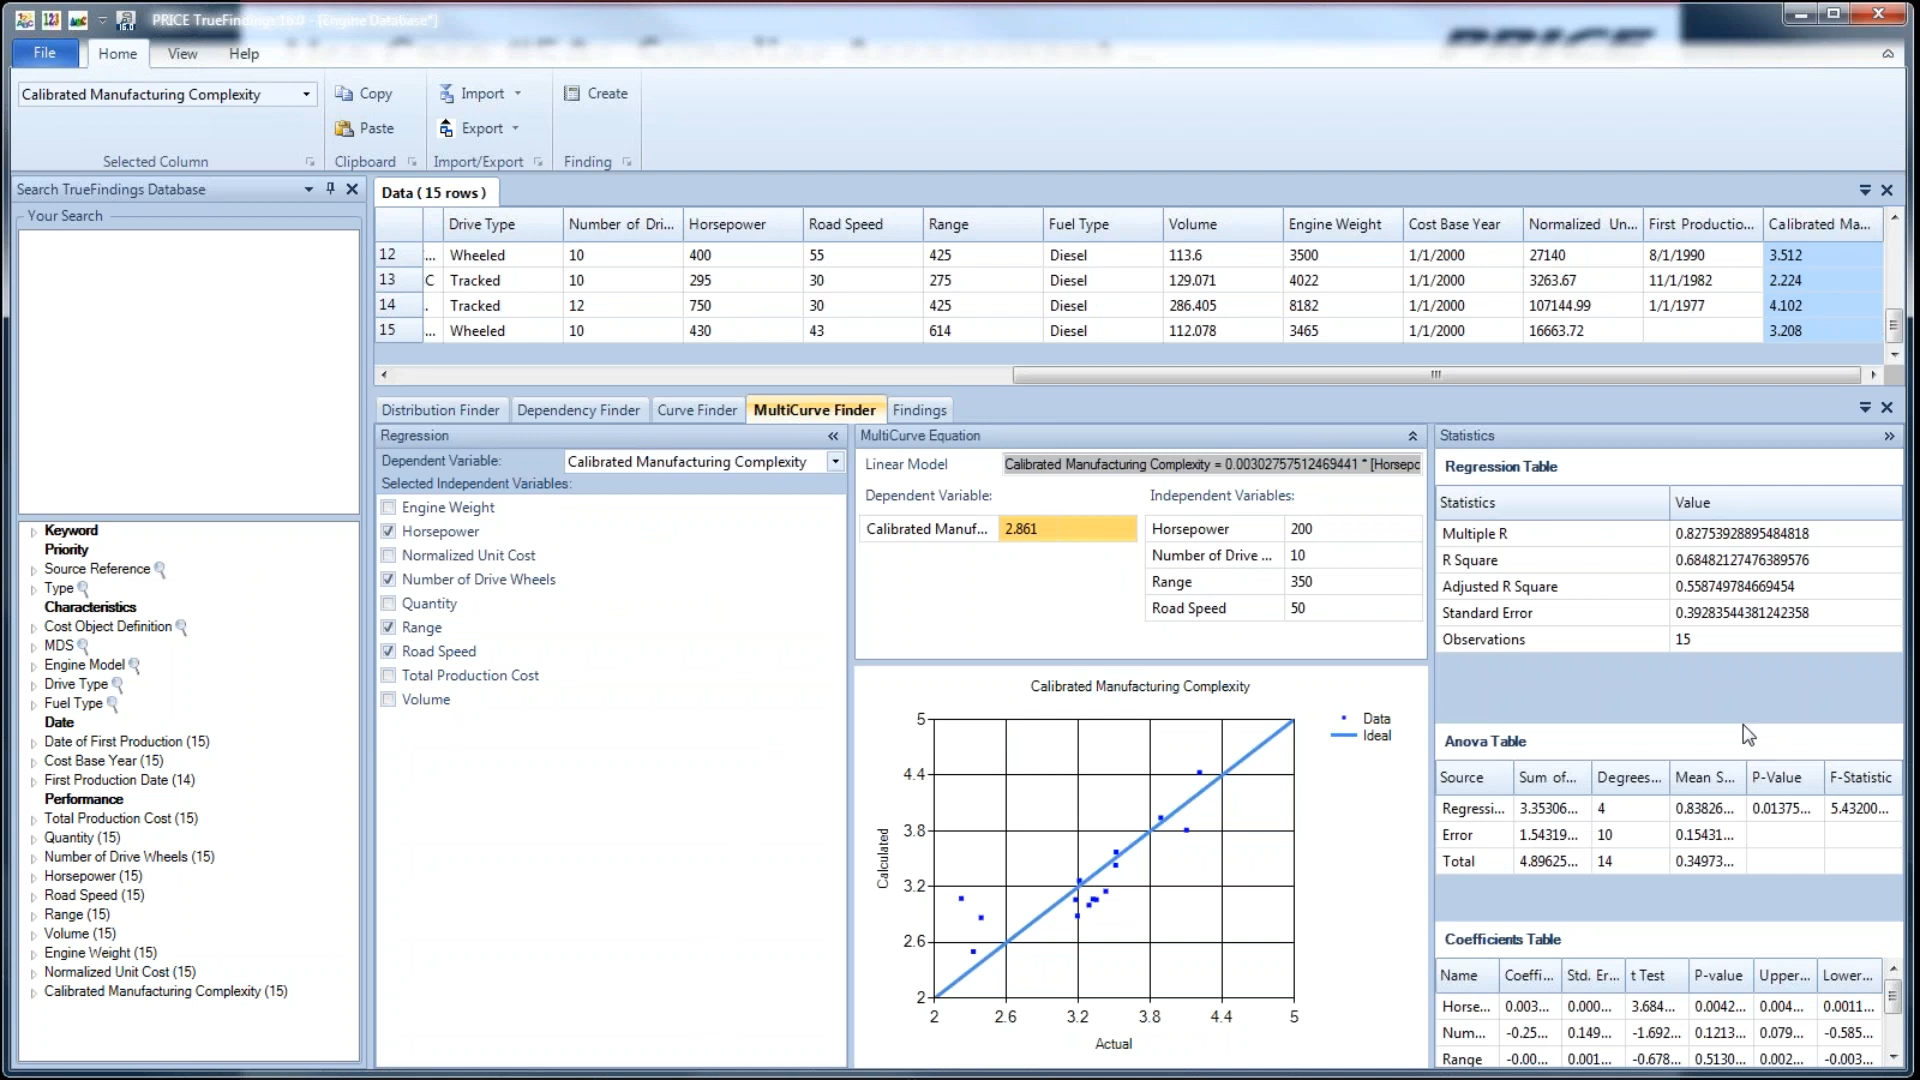 PRICE TrueFindings 16.0 - [Engine Database*]
File Home View Help
Calibrated Manufacturing Complexity
Copy
Paste
Import
Export
Create
Selected Column
Clipboard
Import/Export
Finding
Search TrueFindings Database
Your Search
Keyword
Priority
Source Reference
Type
Characteristics
Cost Object Definition
MDS
Engine Model
Drive Type
Fuel Type
Date
Date of First Production (15)
Cost Base Year (15)
First Production Date (14)
Performance
Total Production Cost (15)
Quantity (15)
Number of Drive Wheels (15)
Horsepower (15)
Road Speed (15)
Range (15)
Volume (15)
Engine Weight (15)
Normalized Unit Cost (15)
Calibrated Manufacturing Complexity (15)
Data ( 15 rows )
Drive Type Number of Dri... Horsepower Road Speed Range Fuel Type Volume Engine Weight Cost Base Year Normalized Un... First Productio... Calibrated Ma...
12 ... Wheeled 10 400 55 425 Diesel 113.6 3500 1/1/2000 27140 8/1/1990 3.512
13 C Tracked 10 295 30 275 Diesel 129.071 4022 1/1/2000 3263.67 11/1/1982 2.224
14 . Tracked 12 750 30 425 Diesel 286.405 8182 1/1/2000 107144.99 1/1/1977 4.102
15 ... Wheeled 10 430 43 614 Diesel 112.078 3465 1/1/2000 16663.72 3.208
Distribution Finder Dependency Finder Curve Finder MultiCurve Finder Findings
Regression
Dependent Variable: Calibrated Manufacturing Complexity
Selected Independent Variables:
Engine Weight
Horsepower
Normalized Unit Cost
Number of Drive Wheels
Quantity
Range
Road Speed
Total Production Cost
Volume
MultiCurve Equation
Linear Model Calibrated Manufacturing Complexity = 0.00302757512469441 * [Horsepo
Dependent Variable: Independent Variables:
Calibrated Manuf... 2.861
Horsepower 200
Number of Drive ... 10
Range 350
Road Speed 50
Calibrated Manufacturing Complexity
Data
Ideal
5
4.4
3.8
3.2
2.6
2
Calculated
2 2.6 3.2 3.8 4.4 5
Actual
Statistics
Regression Table
Statistics Value
Multiple R 0.82753928895484818
R Square 0.68482127476389576
Adjusted R Square 0.558749784669454
Standard Error 0.39283544381242358
Observations 15
Anova Table
Source Sum of... Degrees... Mean S... P-Value F-Statistic
Regressi... 3.35306... 4 0.83826... 0.01375... 5.43200...
Error 1.54319... 10 0.15431...
Total 4.89625... 14 0.34973...
Coefficients Table
Name Coeffi... Std. Er... t Test P-value Upper... Lower...
Horse... 0.003... 0.000... 3.684... 0.0042... 0.004... 0.0011...
Num... -0.25... 0.149... -1.692... 0.1213... 0.079... -0.585...
Range -0.00... 0.001... -0.678... 0.5130... 0.002... -0.003...